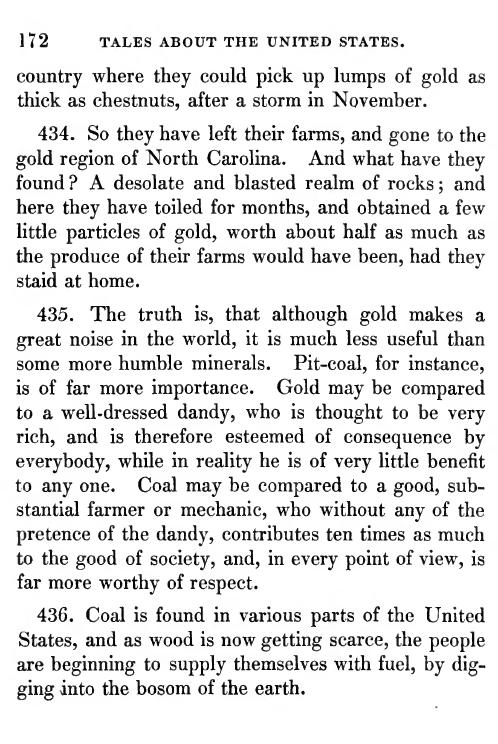 172 TALES ABOUT THE UNITED STATES.
country where they could pick up lumps of gold as
thick as chestnuts, after a storm in November.
434. So they have left their farms, and gone to the
gold region of North Carolina. And what have they
found? A desolate and blasted realm of rocks; and
here they have toiled for months, and obtained a few
little particles of gold, worth about half as much as
the produce of their farms would have been, had they
staid at home.
435. The truth is, that although gold makes a
great noise in the world, it is much less useful than
some more humble minerals. Pit-coal, for instance,
is of far more importance. Gold may be compared
to a well-dressed dandy, who is thought to be very
rich, and is therefore esteemed of consequence by
everybody, while in reality he is of very little benefit
to any one. Coal may be compared to a good, sub-
stantial farmer or mechanic, who without any of the
pretence of the dandy, contributes ten times as much
to the good of society, and, in every point of view, is
far more worthy of respect.
436. Coal is found in various parts of the United
States, and as wood is now getting scarce, the people
are beginning to supply themselves with fuel, by dig-
ging into the bosom of the earth.